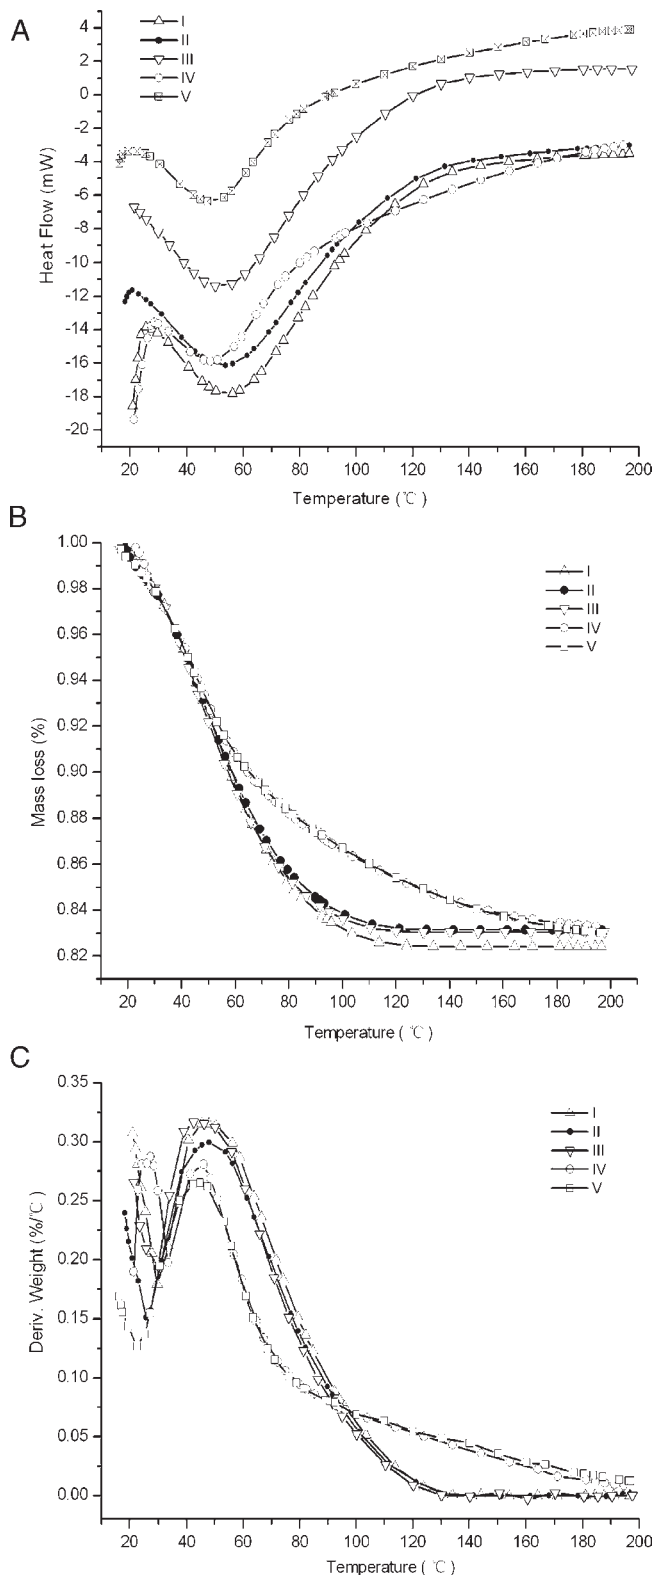 A
I
II
III
IV
V
4
2
0
-2
-4
-6
-8
-10
-12
-14
-16
-18
-20
Heat Flow (mW)
20 40 60 80 100 120 140 160 180 200
Temperature (℃)
B
I
II
III
IV
V
1.00
0.98
0.96
0.94
0.92
0.90
0.88
0.86
0.84
0.82
Mass loss (%)
20 40 60 80 100 120 140 160 180 200
Temperature (℃)
C
I
II
III
IV
V
0.35
0.30
0.25
0.20
0.15
0.10
0.05
0.00
Deriv. Weight (%/℃)
20 40 60 80 100 120 140 160 180 200
Temperature (℃)